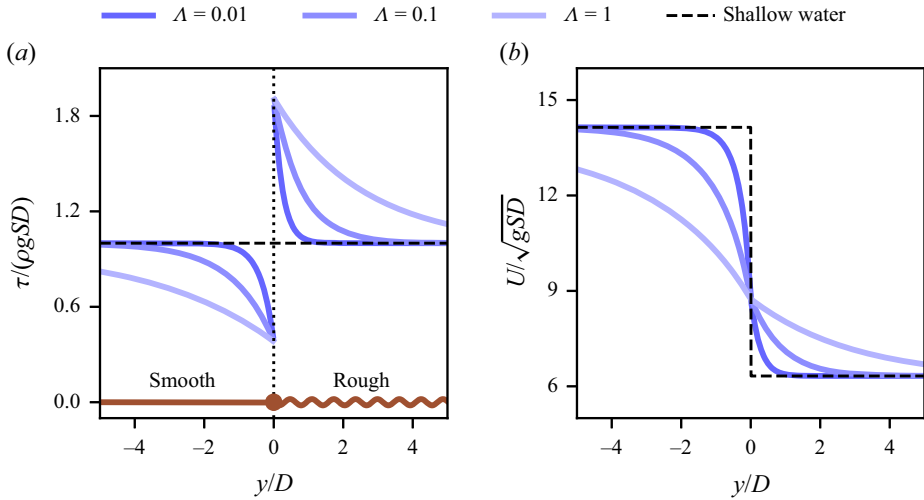 Λ = 0.01 Λ = 0.1 Λ = 1 Shallow water
(a)
1.8
1.2
0.6
0.0
τ/(ρgSD)
Smooth Rough
−4 −2 0 2 4
y/D
(b)
15
12
9
6
U/√gSD
−4 −2 0 2 4
y/D